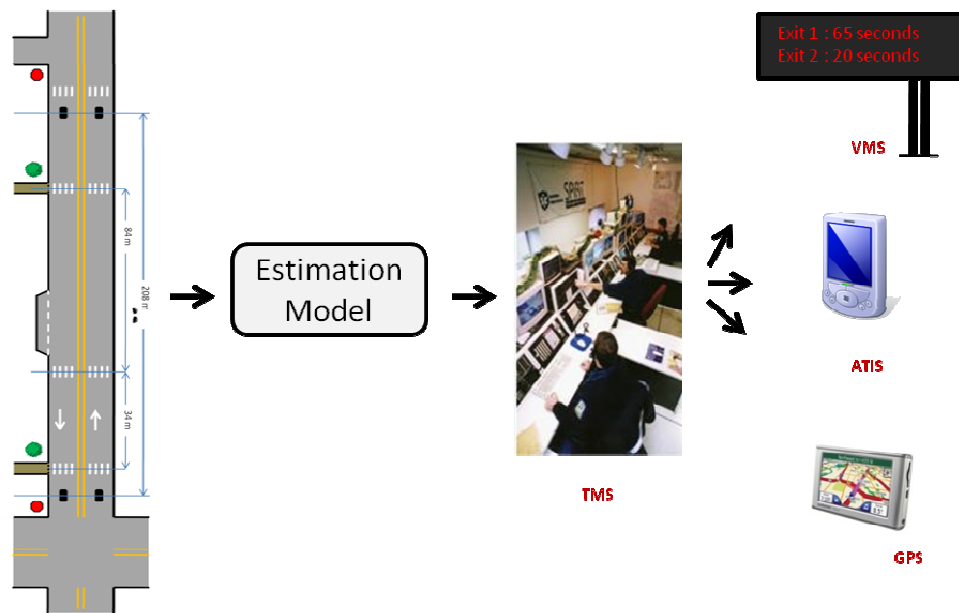 Exit 1 : 65 seconds
Exit 2 : 20 seconds
VMS
84 m
208 m
34 m
Estimation
Model
TMS
ATIS
GPS